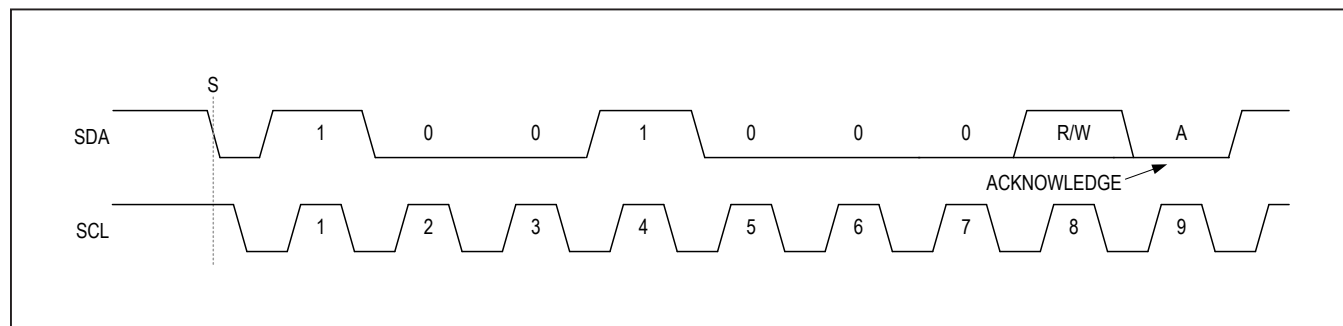 S
SDA 1 0 0 1 0 0 0 R/W A
ACKNOWLEDGE
SCL 1 2 3 4 5 6 7 8 9